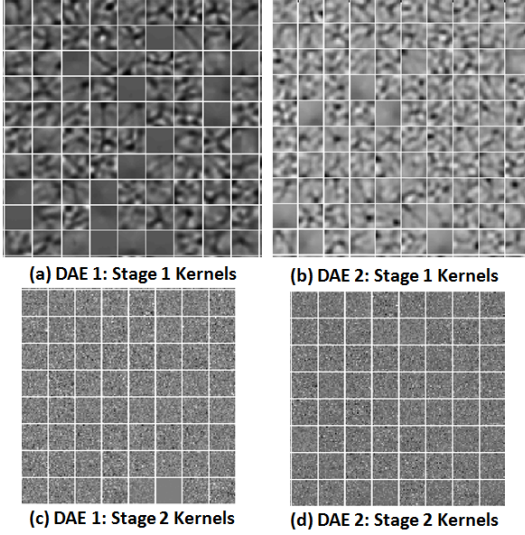 (a) DAE 1: Stage 1 Kernels
(b) DAE 2: Stage 1 Kernels
(c) DAE 1: Stage 2 Kernels
(d) DAE 2: Stage 2 Kernels